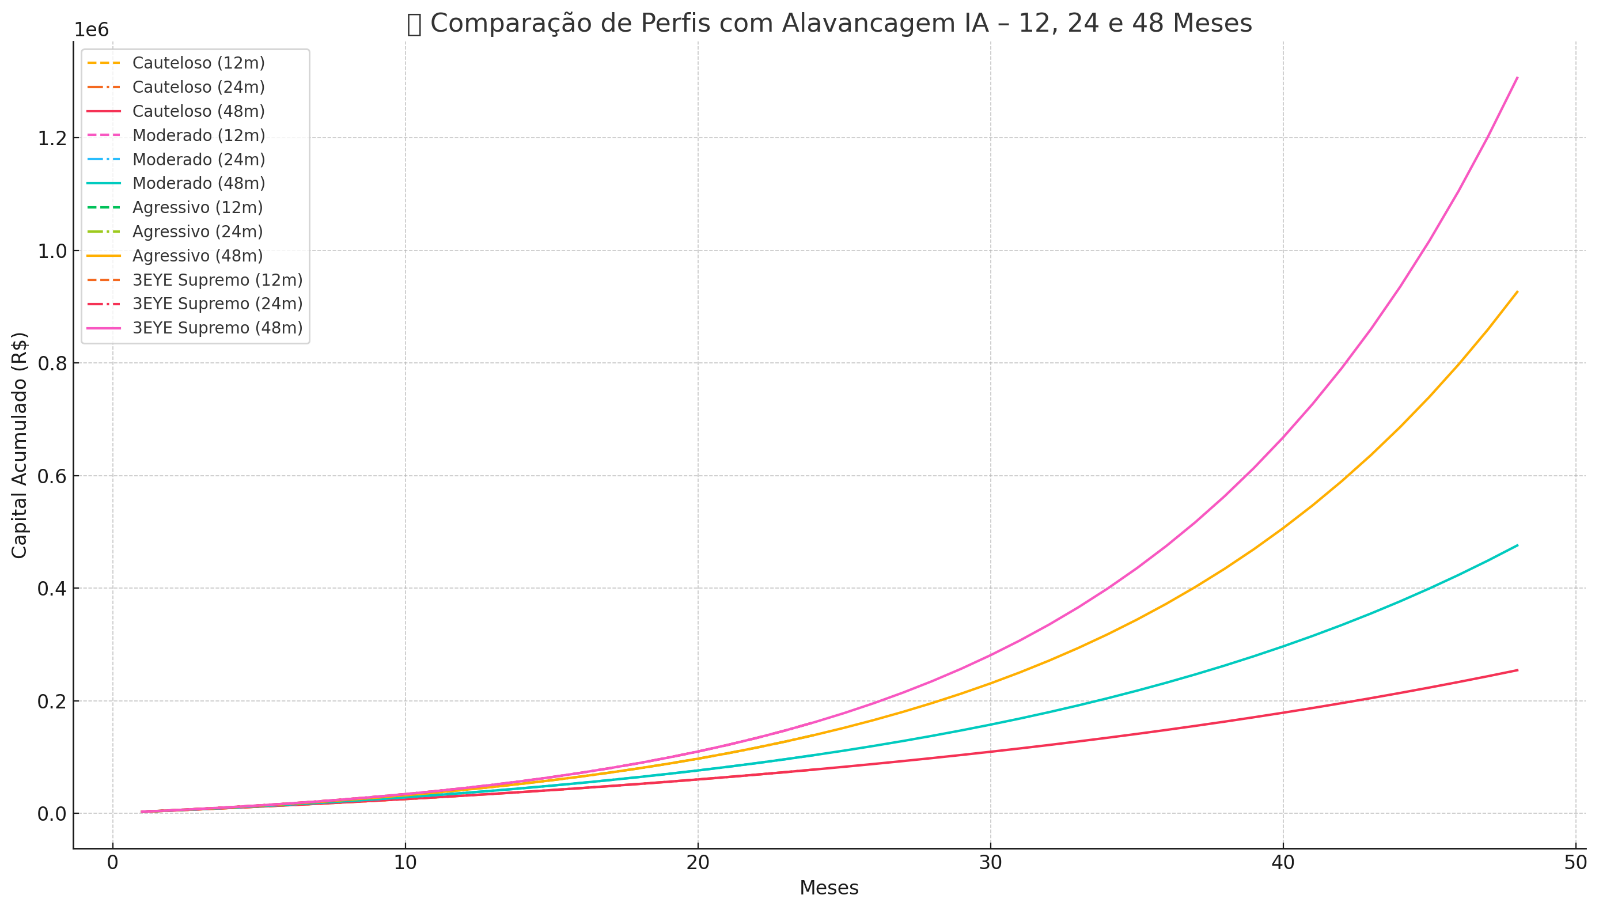 Comparação de Perfis com Alavancagem IA – 12, 24 e 48 Meses
1e6
Cauteloso (12m)
Cauteloso (24m)
Cauteloso (48m)
Moderado (12m)
Moderado (24m)
Moderado (48m)
Agressivo (12m)
Agressivo (24m)
Agressivo (48m)
3EYE Supremo (12m)
3EYE Supremo (24m)
3EYE Supremo (48m)
Capital Acumulado (R$)
1.2
1.0
0.8
0.6
0.4
0.2
0.0
0 10 20 30 40 50
Meses